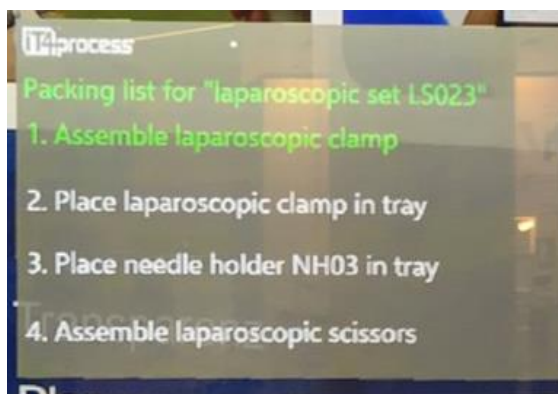 IT4process
Packing list for "laparoscopic set LS023"
1. Assemble laparoscopic clamp
2. Place laparoscopic clamp in tray
3. Place needle holder NH03 in tray
Transparenz
4. Assemble laparoscopic scissors